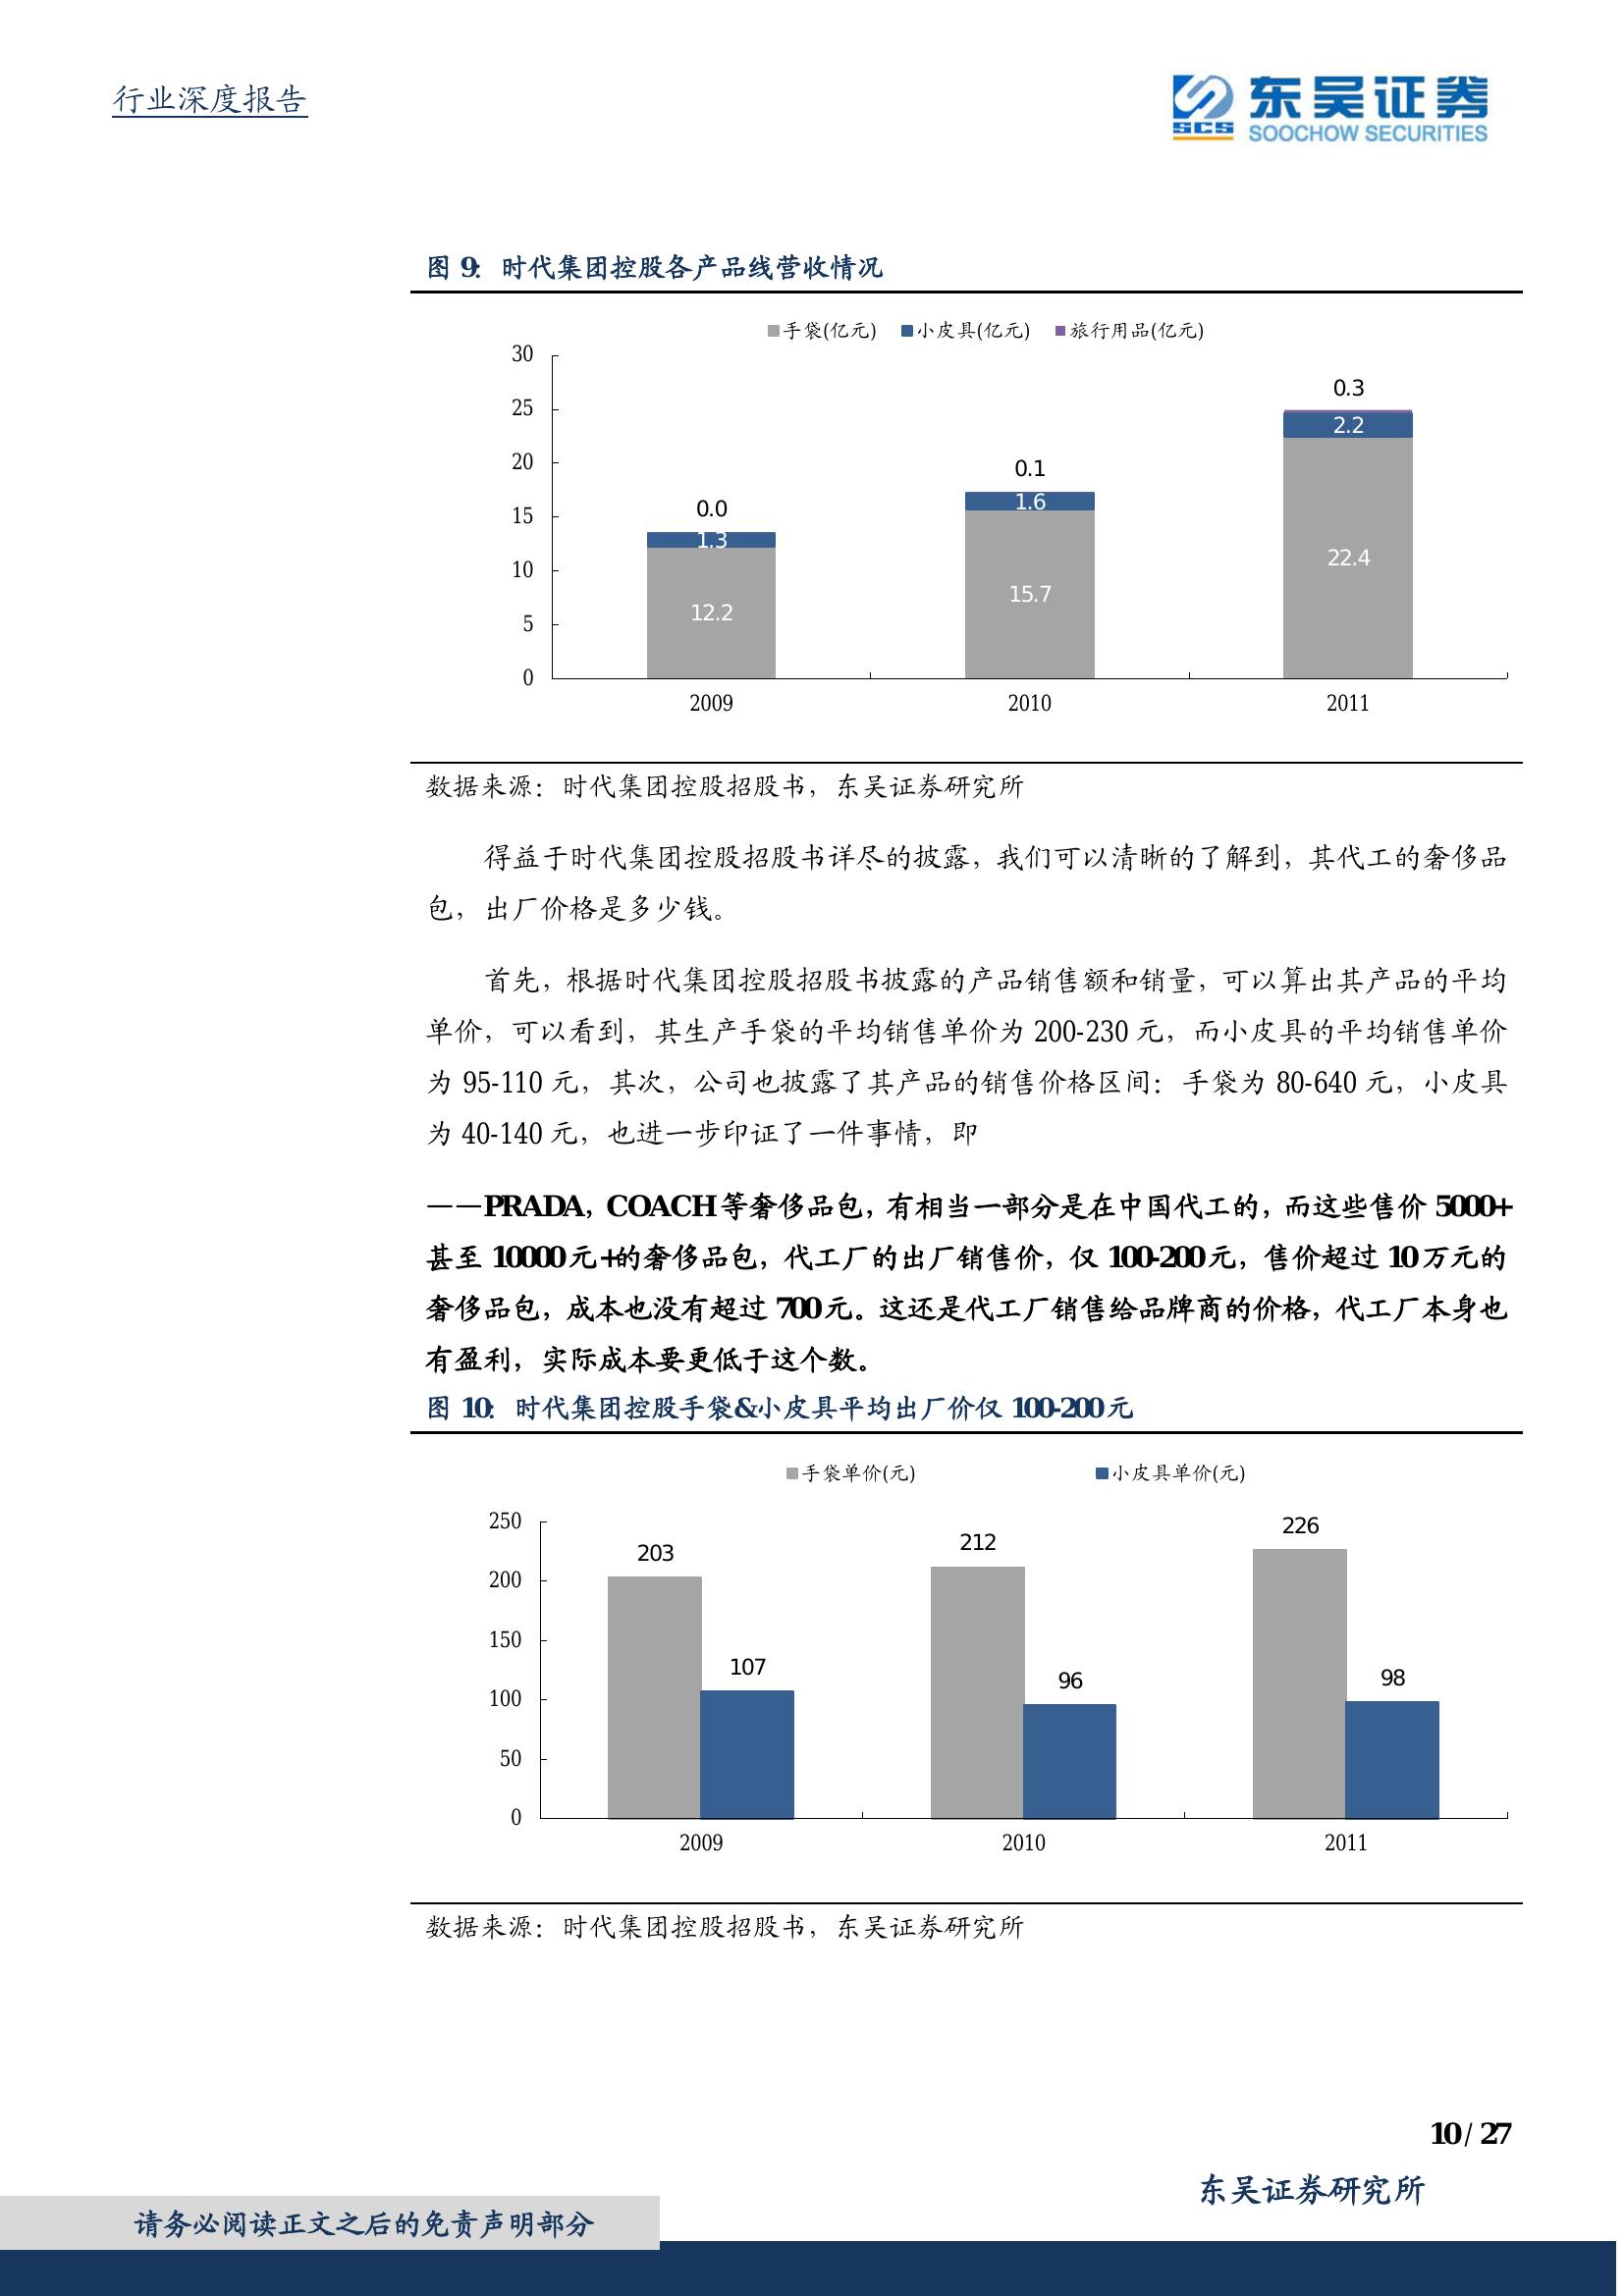 行业深度报告
SCS
东吴证券
SOOCHOW SECURITIES
图 9：时代集团控股各产品线营收情况
手袋(亿元) 小皮具(亿元) 旅行用品(亿元)
30
25
20
15
10
5
0
0.0
1.3
12.2
0.1
1.6
15.7
0.3
2.2
22.4
2009 2010 2011
数据来源：时代集团控股招股书，东吴证券研究所
得益于时代集团控股招股书详尽的披露，我们可以清晰的了解到，其代工的奢侈品
包，出厂价格是多少钱。
首先，根据时代集团控股招股书披露的产品销售额和销量，可以算出其产品的平均
单价，可以看到，其生产手袋的平均销售单价为 200-230 元，而小皮具的平均销售单价
为 95-110 元，其次，公司也披露了其产品的销售价格区间：手袋为 80-640 元，小皮具
为 40-140 元，也进一步印证了一件事情，即
——PRADA，COACH 等奢侈品包，有相当一部分是在中国代工的，而这些售价 5000+
甚至 10000 元+的奢侈品包，代工厂的出厂销售价，仅 100-200 元，售价超过 10 万元的
奢侈品包，成本也没有超过 700 元。这还是代工厂销售给品牌商的价格，代工厂本身也
有盈利，实际成本要更低于这个数。
图 10：时代集团控股手袋&小皮具平均出厂价仅 100-200 元
手袋单价(元) 小皮具单价(元)
250
200
150
100
50
0
203
107
212
96
226
98
2009 2010 2011
数据来源：时代集团控股招股书，东吴证券研究所
10 / 27
东吴证券研究所
请务必阅读正文之后的免责声明部分